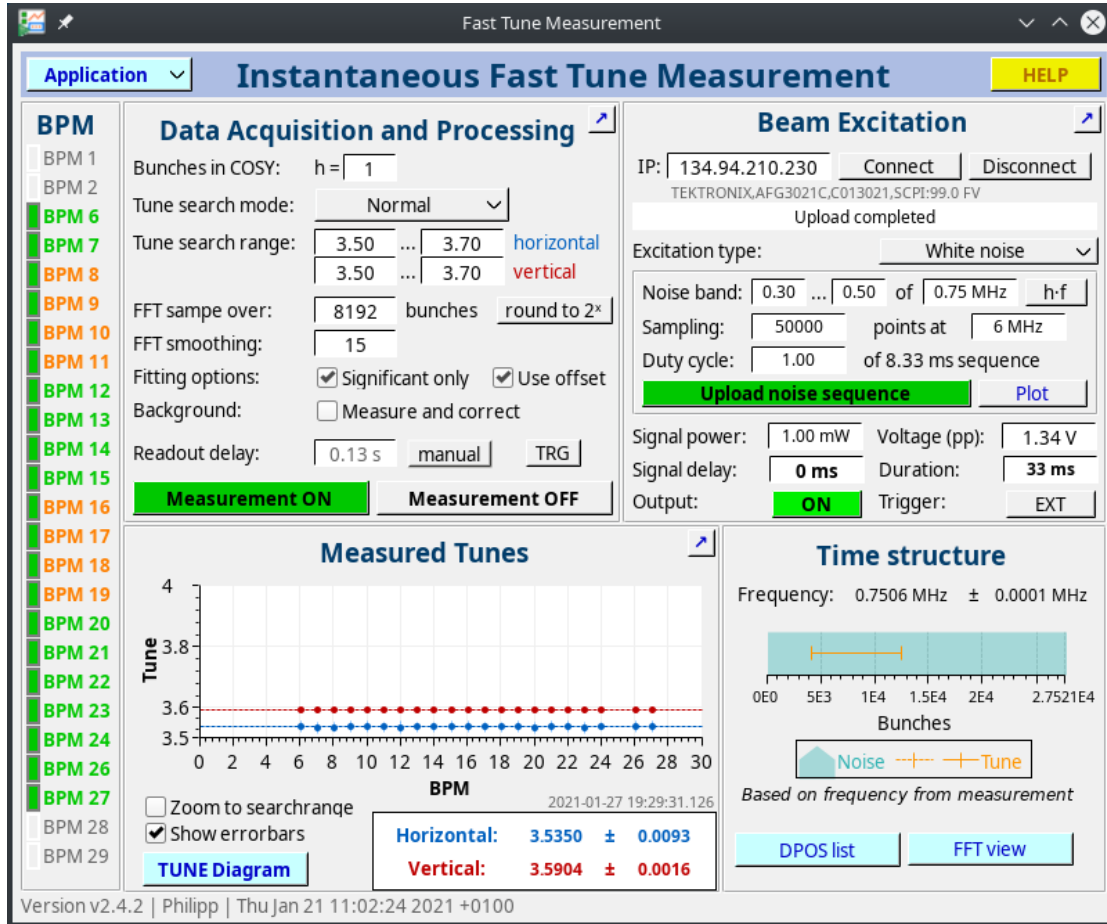 Fast Tune Measurement
Application
Instantaneous Fast Tune Measurement
HELP
BPM
BPM 1
BPM 2
BPM 6
BPM 7
BPM 8
BPM 9
BPM 10
BPM 11
BPM 12
BPM 13
BPM 14
BPM 15
BPM 16
BPM 17
BPM 18
BPM 19
BPM 20
BPM 21
BPM 22
BPM 23
BPM 24
BPM 26
BPM 27
BPM 28
BPM 29
Data Acquisition and Processing
Bunches in COSY: h = 1
Tune search mode: Normal
Tune search range: 3.50 ... 3.70 horizontal
3.50 ... 3.70 vertical
FFT sampe over: 8192 bunches round to 2ˣ
FFT smoothing: 15
Fitting options: Significant only Use offset
Background: Measure and correct
Readout delay: 0.13 s manual TRG
Measurement ON Measurement OFF
Beam Excitation
IP: 134.94.210.230 Connect Disconnect
TEKTRONIX,AFG3021C,C013021,SCPI:99.0 FV
Upload completed
Excitation type: White noise
Noise band: 0.30 ... 0.50 of 0.75 MHz h·f
Sampling: 50000 points at 6 MHz
Duty cycle: 1.00 of 8.33 ms sequence
Upload noise sequence Plot
Signal power: 1.00 mW Voltage (pp): 1.34 V
Signal delay: 0 ms Duration: 33 ms
Output: ON Trigger: EXT
Measured Tunes
4
3.8
3.6
3.5
Tune
0 2 4 6 8 10 12 14 16 18 20 22 24 26 28 30
BPM
2021-01-27 19:29:31.126
Zoom to searchrange
Show errorbars
TUNE Diagram
Horizontal: 3.5350 ± 0.0093
Vertical: 3.5904 ± 0.0016
Time structure
Frequency: 0.7506 MHz ± 0.0001 MHz
0E0 5E3 1E4 1.5E4 2E4 2.7521E4
Bunches
Noise Tune
Based on frequency from measurement
DPOS list FFT view
Version v2.4.2 | Philipp | Thu Jan 21 11:02:24 2021 +0100